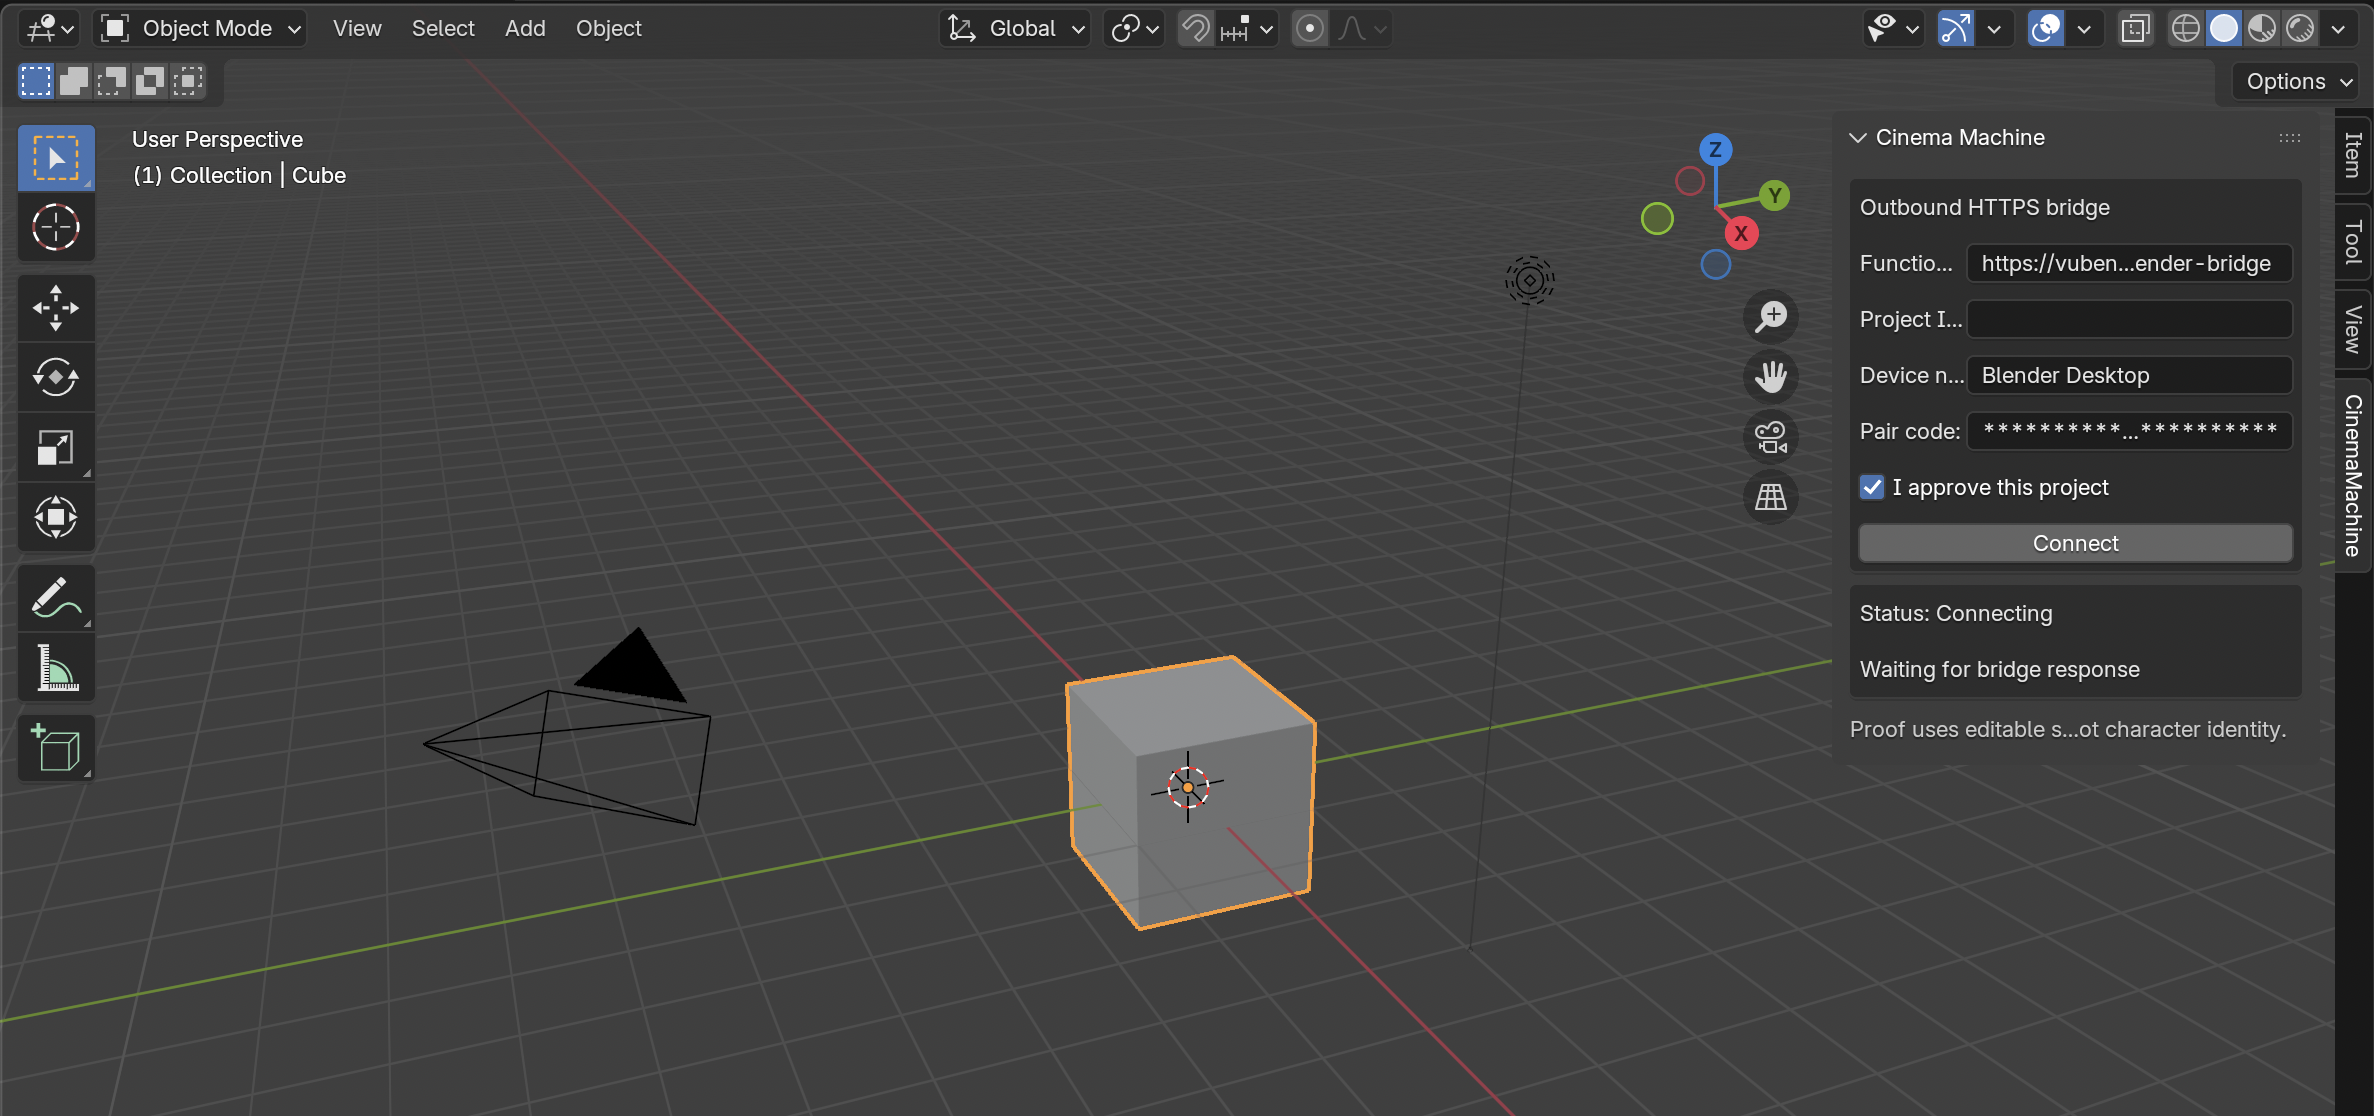 Object Mode View Select Add Object Global
Options
User Perspective
(1) Collection | Cube
Z
Y
X
Cinema Machine
Outbound HTTPS bridge
Functio... https://vuben...ender-bridge
Project I...
Device n... Blender Desktop
Pair code: **********...**********
I approve this project
Connect
Status: Connecting
Waiting for bridge response
Proof uses editable s...ot character identity.
Item
Tool
View
CinemaMachine